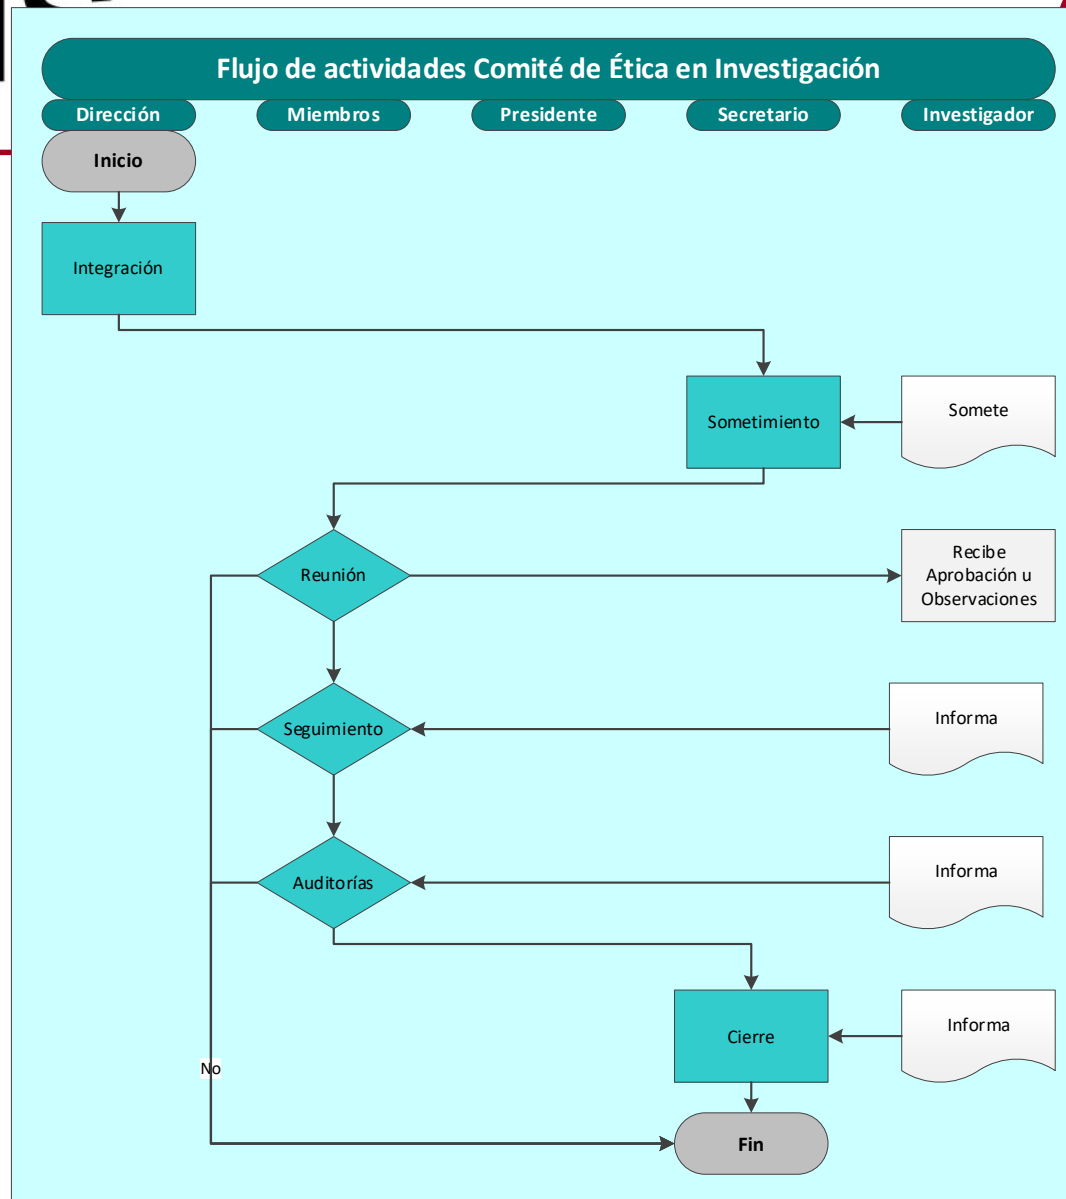 Flujo de actividades Comité de Ética en Investigación
Dirección
Miembros
Presidente
Secretario
Investigador
Inicio
Integración
Sometimiento
Somete
Reunión
Recibe
Aprobación u
Observaciones
Seguimiento
Informa
Auditorías
Informa
Cierre
Informa
No
Fin